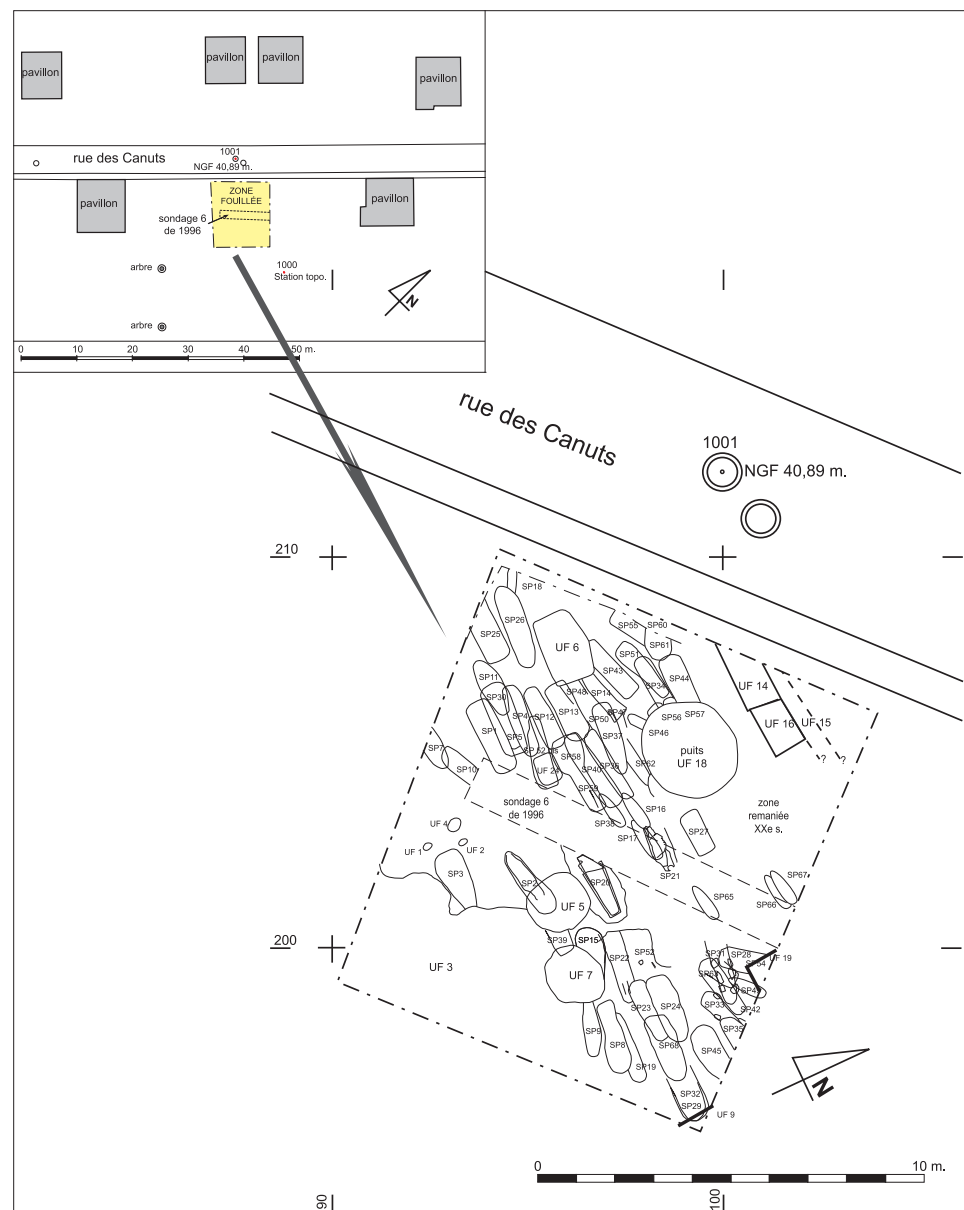 pavillon
pavillon
pavillon
pavillon
rue des Canuts
1001
NGF 40,89 m.
pavillon
ZONE
FOUILLÉE
pavillon
sondage 6
de 1996
arbre
1000
Station topo.
N
arbre
0 10 20 30 40 50 m.
rue des Canuts
1001
NGF 40,89 m.
210
SP18
SP26
SP25
SP55
SP60
SP61
UF 6
SP51
SP43
SP34
SP44
SP11
SP30
SP48
SP14
UF 14
SP4
SP12
SP13
SP50
SP47
SP56
SP57
UF 16
UF 15
SP1
SP5
SP37
SP46
SP7
SP10
SP 52 bis
SP58
puits
UF 18
UF 24
SP40
SP36
SP62
? ?
SP59
sondage 6
de 1996
SP38
SP16
zone
remaniée
XXe s.
UF 4
SP17
SP27
UF 1
UF 2
SP3
SP2
SP20
SP21
SP67
SP65
SP66
UF 5
200
SP39
SP15
SP22
SP52
SP31
SP28
SP54
UF 19
UF 3
UF 7
SP23
SP24
SP33
SP42
SP35
SP9
SP8
SP68
SP45
SP19
SP32
SP29
UF 9
N
0 10 m.
90
100